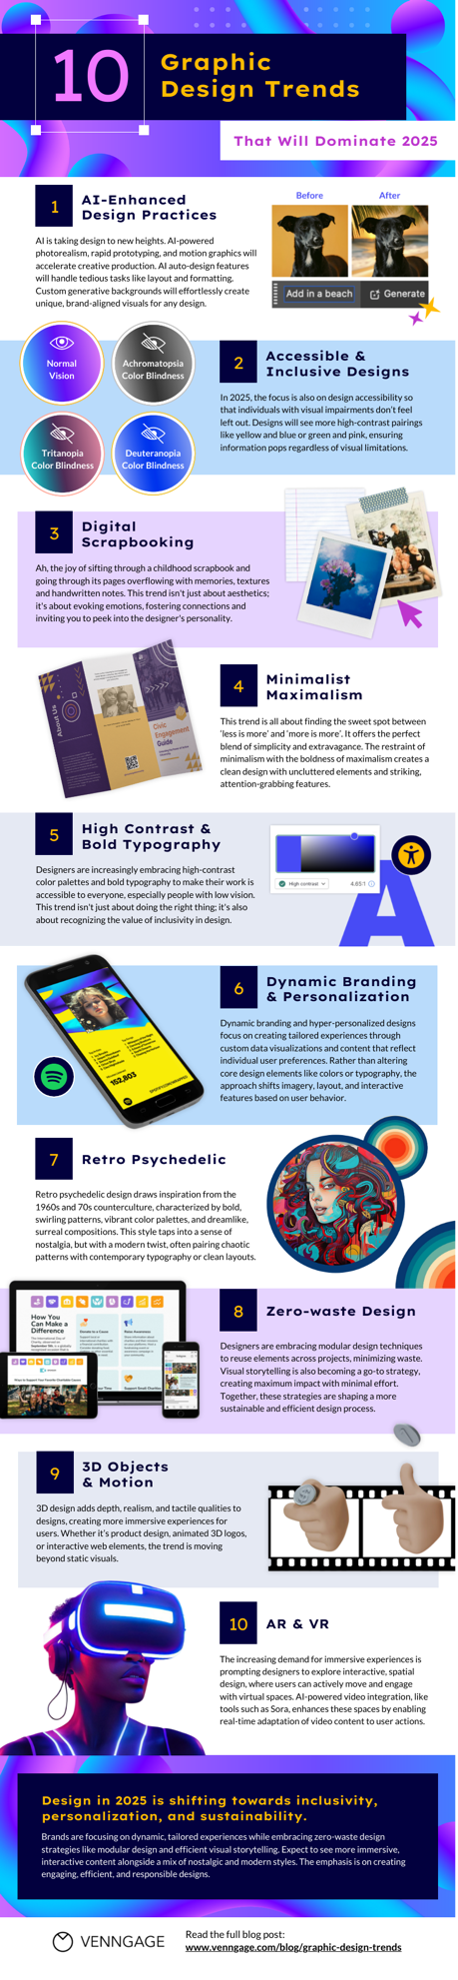 10
Graphic
Design Trends
That Will Dominate 2025
1
AI-Enhanced
Design Practices
AI is taking design to new heights. AI-powered
photorealism, rapid prototyping, and motion graphics will
accelerate creative production. AI auto-design features
will handle tedious tasks like layout and formatting.
Custom generative backgrounds will effortlessly create
unique, brand-aligned visuals for any design.
Before
After
Add in a beach
Generate
Normal
Vision
Achromatopsia
Color Blindness
Tritanopia
Color Blindness
Deuteranopia
Color Blindness
2
Accessible &
Inclusive Designs
In 2025, the focus is also on design accessibility so
that individuals with visual impairments don't feel
left out. Designs will see more high-contrast pairings
like yellow and blue or green and pink, ensuring
information pops regardless of visual limitations.
3
Digital
Scrapbooking
Ah, the joy of sifting through a childhood scrapbook and
going through its pages overflowing with memories, textures
and handwritten notes. This trend isn't just about aesthetics;
it's about evoking emotions, fostering connections and
inviting you to peek into the designer's personality.
About Us
Civic
Engagement
Guide
4
Minimalist
Maximalism
This trend is all about finding the sweet spot between
'less is more' and 'more is more'. It offers the perfect
blend of simplicity and extravagance. The restraint of
minimalism with the boldness of maximalism creates a
clean design with uncluttered elements and striking,
attention-grabbing features.
5
High Contrast &
Bold Typography
Designers are increasingly embracing high-contrast
color palettes and bold typography to make their work is
accessible to everyone, especially people with low vision.
This trend isn't just about doing the right thing; it's also
about recognizing the value of inclusivity in design.
High contrast
4.65:1
A
6
Dynamic Branding
& Personalization
Dynamic branding and hyper-personalized designs
focus on creating tailored experiences through
custom data visualizations and content that reflect
individual user preferences. Rather than altering
core design elements like colors or typography, the
approach shifts imagery, layout, and interactive
features based on user behavior.
152,803
7
Retro Psychedelic
Retro psychedelic design draws inspiration from the
1960s and 70s counterculture, characterized by bold,
swirling patterns, vibrant color palettes, and dreamlike,
surreal compositions. This style taps into a sense of
nostalgia, but with a modern twist, often pairing chaotic
patterns with contemporary typography or clean layouts.
How You
Can Make a
Difference
8
Zero-waste Design
Designers are embracing modular design techniques
to reuse elements across projects, minimizing waste.
Visual storytelling is also becoming a go-to strategy,
creating maximum impact with minimal effort.
Together, these strategies are shaping a more
sustainable and efficient design process.
9
3D Objects
& Motion
3D design adds depth, realism, and tactile qualities to
designs, creating more immersive experiences for
users. Whether it's product design, animated 3D logos,
or interactive web elements, the trend is moving
beyond static visuals.
10
AR & VR
The increasing demand for immersive experiences is
prompting designers to explore interactive, spatial
design, where users can actively move and engage
with virtual spaces. AI-powered video integration, like
tools such as Sora, enhances these spaces by enabling
real-time adaptation of video content to user actions.
Design in 2025 is shifting towards inclusivity,
personalization, and sustainability.
Brands are focusing on dynamic, tailored experiences while embracing zero-waste design
strategies like modular design and efficient visual storytelling. Expect to see more immersive,
interactive content alongside a mix of nostalgic and modern styles. The emphasis is on creating
engaging, efficient, and responsible designs.
VENNGAGE
Read the full blog post:
www.venngage.com/blog/graphic-design-trends